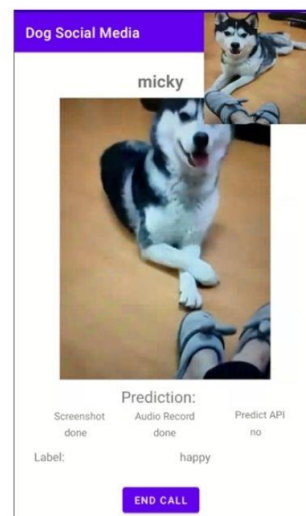 Dog Social Media
micky
Prediction:
Screenshot Audio Record Predict API
done done no
Label: happy
END CALL